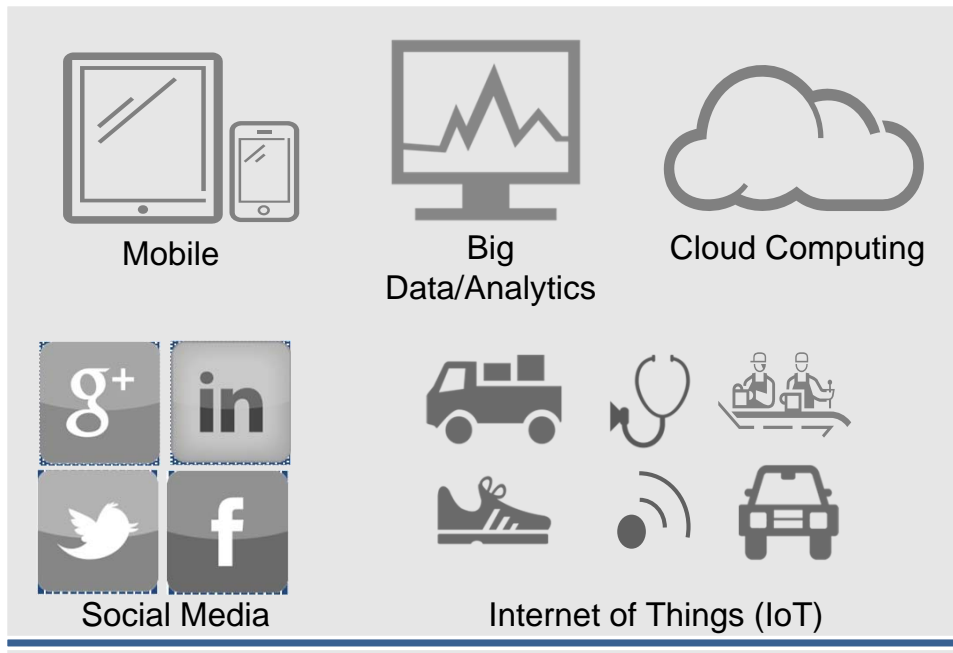 Mobile
Big
Data/Analytics
Cloud Computing
g+
in
f
Social Media
Internet of Things (IoT)